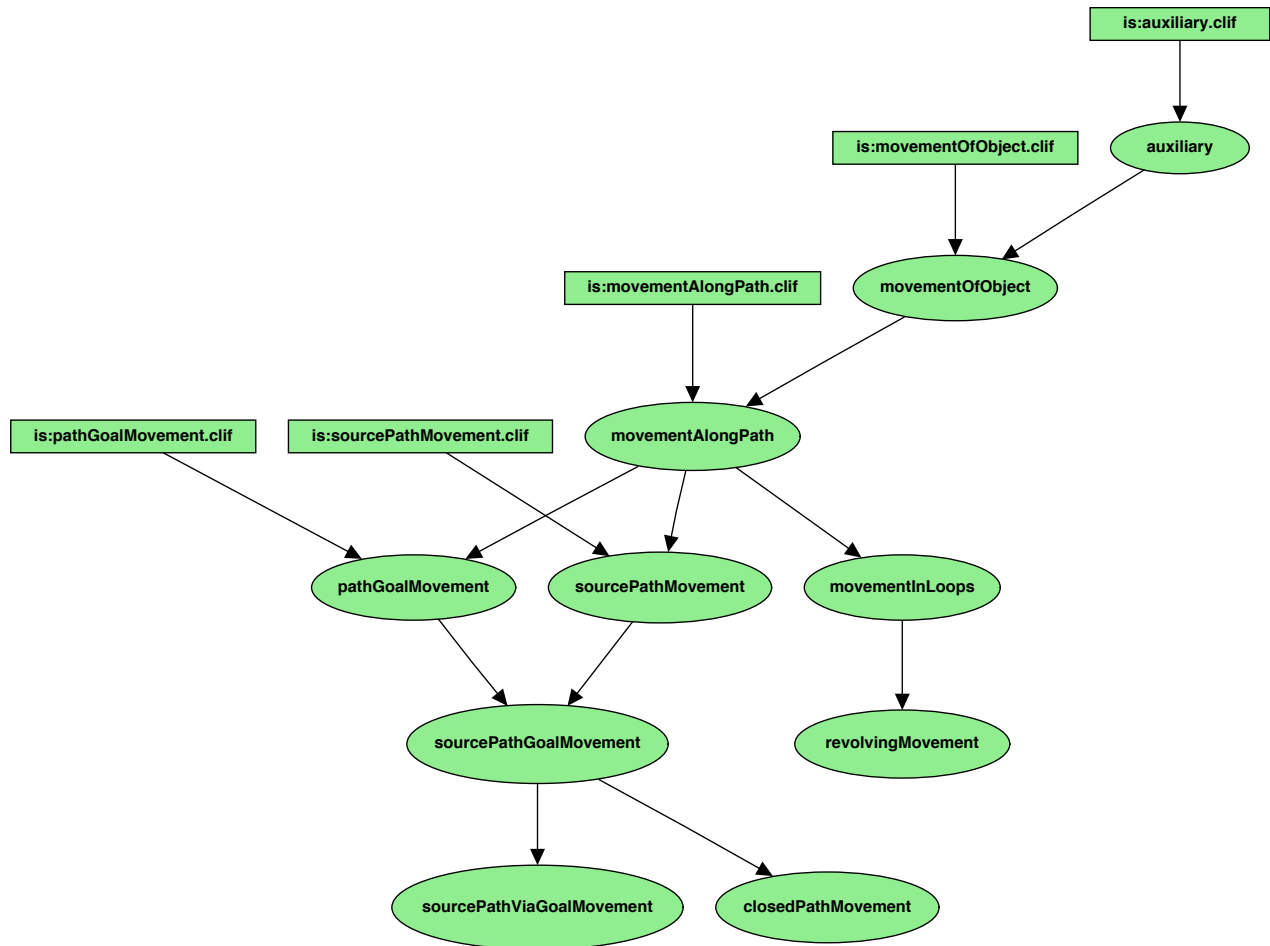 is:auxiliary.clif
is:movementOfObject.clif
auxiliary
is:movementAlongPath.clif
movementOfObject
is:pathGoalMovement.clif
is:sourcePathMovement.clif
movementAlongPath
pathGoalMovement
sourcePathMovement
movementInLoops
sourcePathGoalMovement
revolvingMovement
sourcePathViaGoalMovement
closedPathMovement